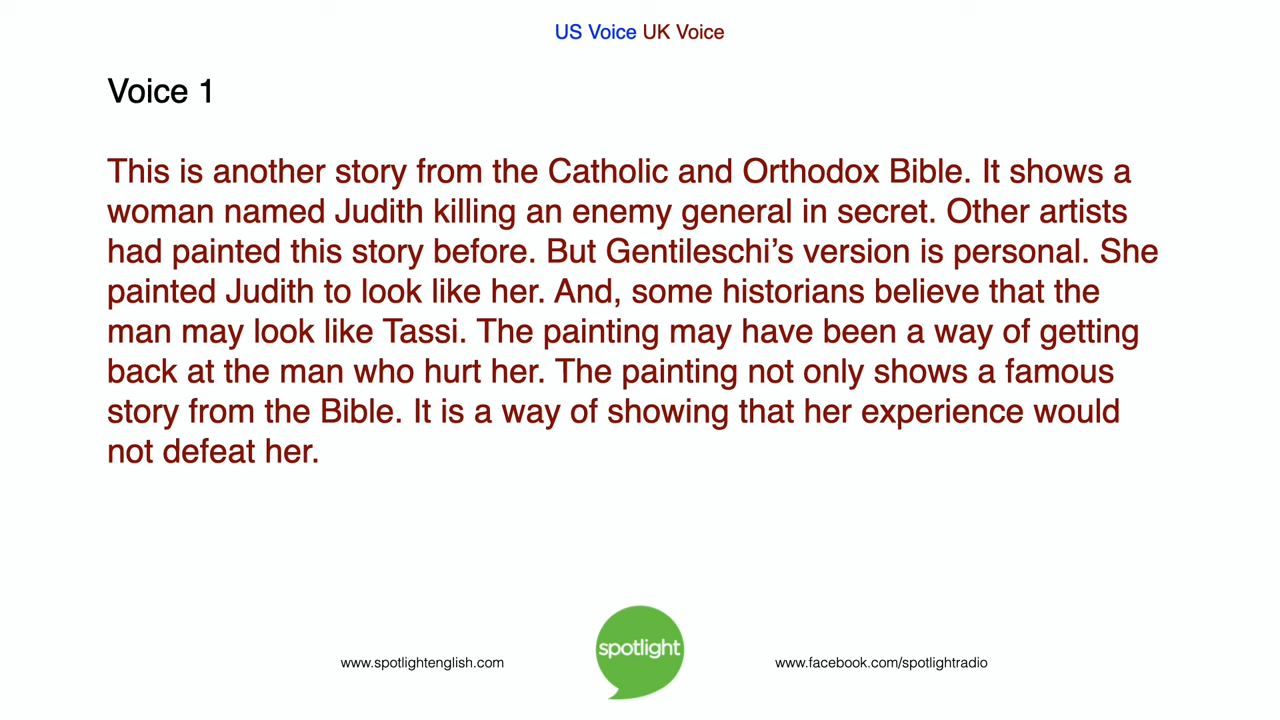 US Voice UK Voice
Voice 1
This is another story from the Catholic and Orthodox Bible. It shows a
woman named Judith killing an enemy general in secret. Other artists
had painted this story before. But Gentileschi’s version is personal. She
painted Judith to look like her. And, some historians believe that the
man may look like Tassi. The painting may have been a way of getting
back at the man who hurt her. The painting not only shows a famous
story from the Bible. It is a way of showing that her experience would
not defeat her.
www.spotlightenglish.com
spotlight
www.facebook.com/spotlightradio